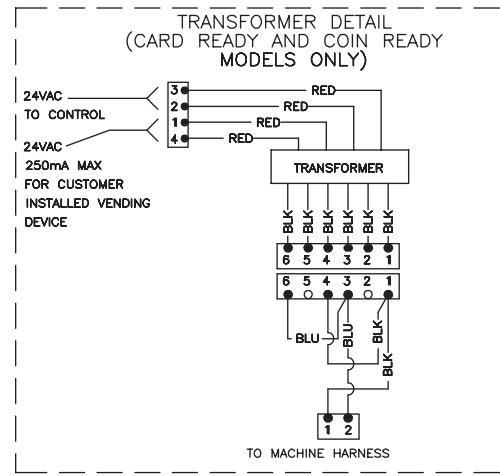 TRANSFORMER DETAIL
(CARD READY AND COIN READY
MODELS ONLY)
24VAC
TO CONTROL
24VAC
250mA MAX
FOR CUSTOMER
INSTALLED VENDING
DEVICE
3
2
1
4
RED
RED
RED
RED
TRANSFORMER
BLK BLK BLK BLK BLK BLK
6 5 4 3 2 1
6 5 4 3 2 1
BLU BLU BLK
BLK
1 2
TO MACHINE HARNESS